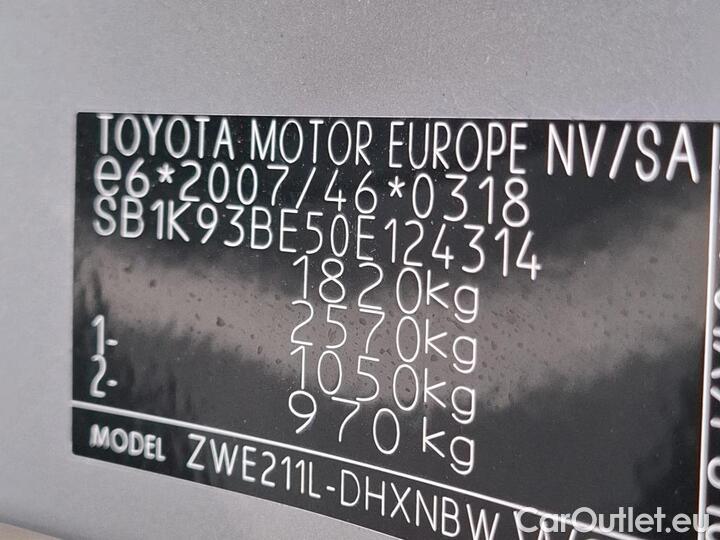 TOYOTA MOTOR EUROPE NV/SA
e6*2007/46*0318
SB1K93BE50E124314
1820kg
2570kg
1- 1050kg
2- 970 kg
MODEL ZWE211L-DHXNBW
CarOutlet.eu